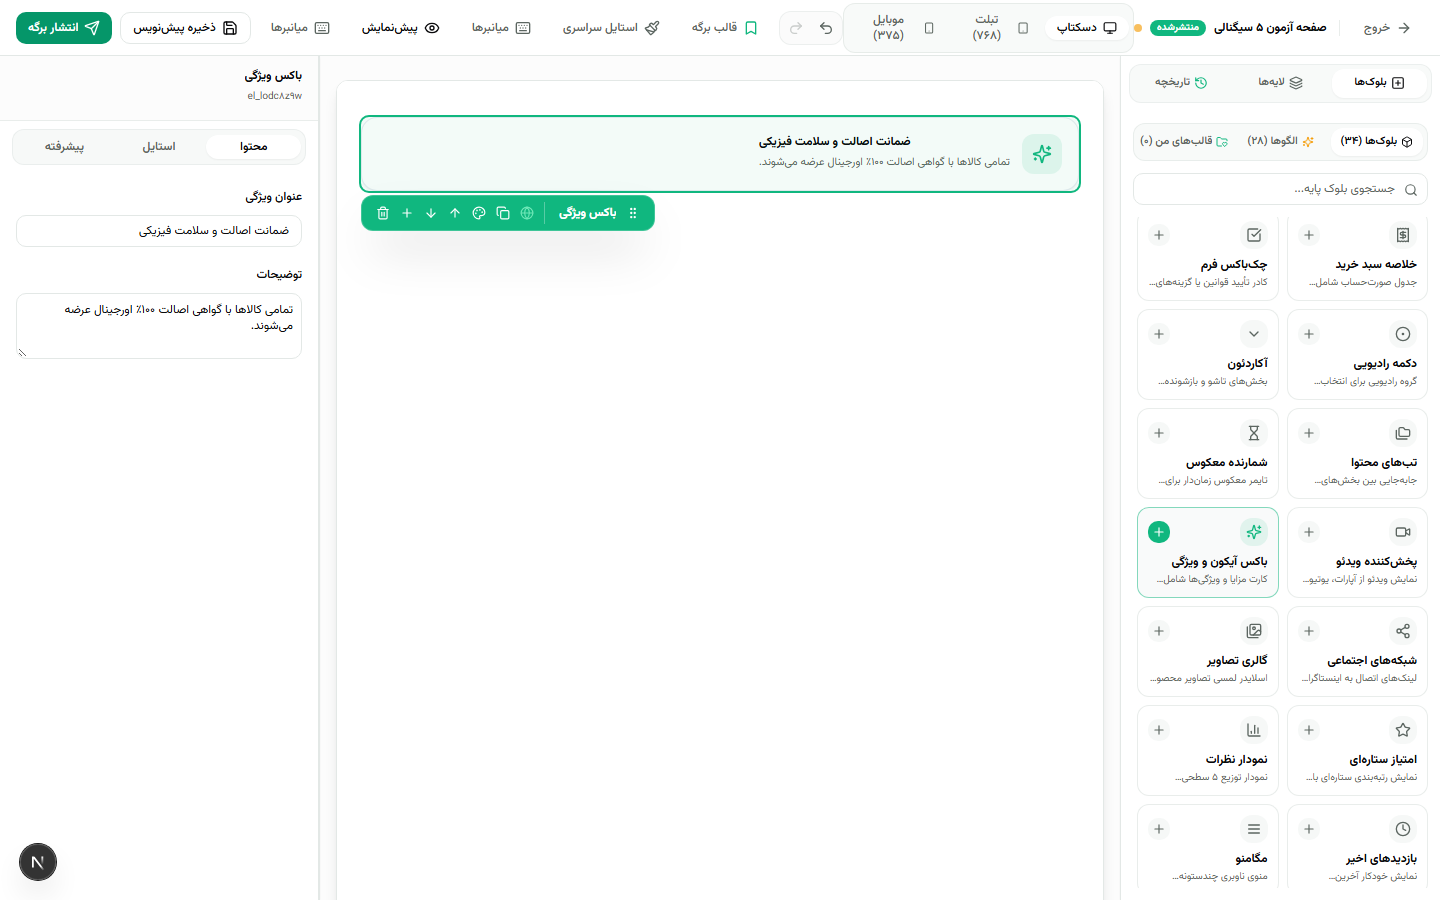 خروج
صفحه آزمون ۵ سیگنالی
منتشرشده
دسکتاپ
تبلت (۷۶۸)
موبایل (۳۷۵)
قالب برگه
استایل سراسری
میانبرها
پیش‌نمایش
میانبرها
ذخیره پیش‌نویس
انتشار برگه
بلوک‌ها
لایه‌ها
تاریخچه
بلوک‌ها (۳۴)
الگوها (۲۸)
قالب‌های من (۰)
جستجوی بلوک پایه...
خلاصه سبد خرید
جدول صورت‌حساب شامل...
چک‌باکس فرم
کادر تأیید قوانین یا گزینه‌های...
دکمه رادیویی
گروه رادیویی برای انتخاب...
آکاردئون
بخش‌های تاشو و بازشونده...
تب‌های محتوا
جابه‌جایی بین بخش‌های...
شمارنده معکوس
تایمر معکوس زمان‌دار برای...
پخش‌کننده ویدئو
نمایش ویدئو از آپارات، یوتیو...
باکس آیکون و ویژگی
کارت مزایا و ویژگی‌ها شامل...
شبکه‌های اجتماعی
لینک‌های اتصال به اینستاگرا...
گالری تصاویر
اسلایدر لمسی تصاویر محصو...
امتیاز ستاره‌ای
نمایش رتبه‌بندی ستاره‌ای با...
نمودار نظرات
نمودار توزیع ۵ سطحی...
بازدیدهای اخیر
نمایش خودکار آخرین...
مگامنو
منوی ناوبری چندستونه...
ضمانت اصالت و سلامت فیزیکی
تمامی کالاها با گواهی اصالت ۱۰۰٪ اورجینال عرضه می‌شوند.
باکس ویژگی
باکس ویژگی
el_lodc۸z۹w
محتوا
استایل
پیشرفته
عنوان ویژگی
ضمانت اصالت و سلامت فیزیکی
توضیحات
تمامی کالاها با گواهی اصالت ۱۰۰٪ اورجینال عرضه
می‌شوند.
N